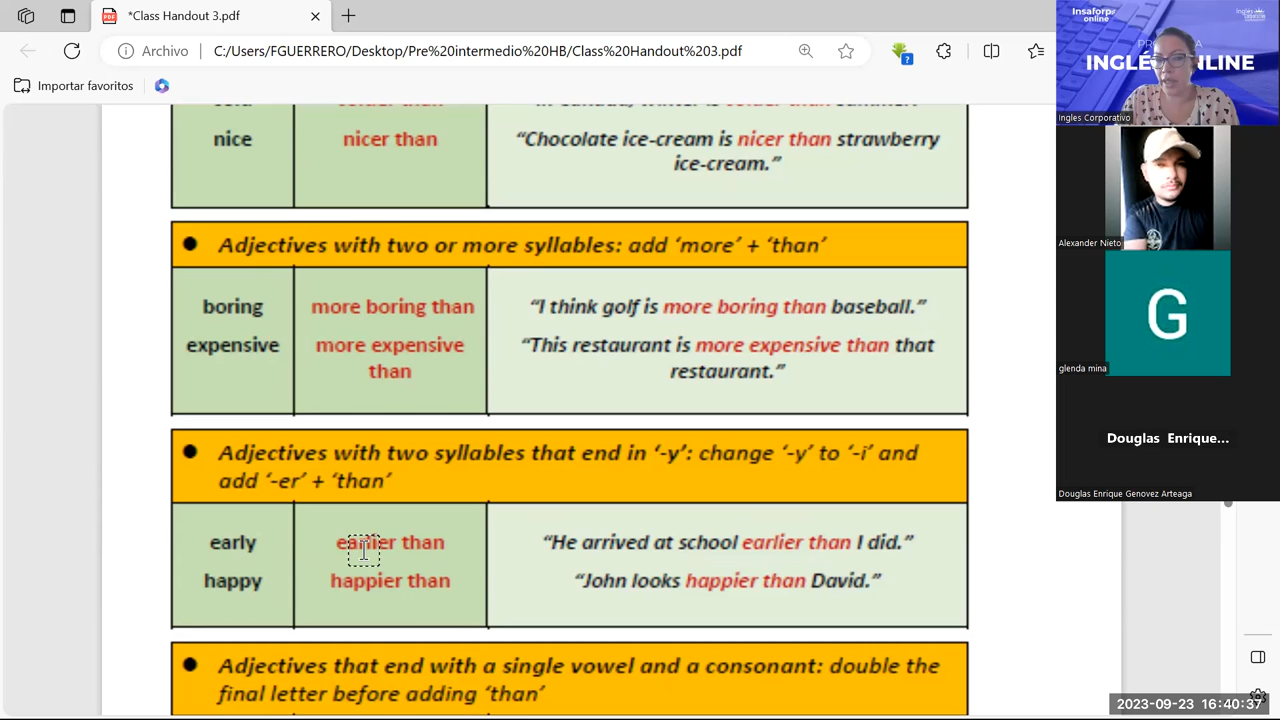 *Class Handout 3.pdf
Archivo
C:/Users/FGUERRERO/Desktop/Pre%20intermedio%20HB/Class%20Handout%203.pdf
Importar favoritos
nice
nicer than
"Chocolate ice-cream is nicer than strawberry
ice-cream."
Adjectives with two or more syllables: add 'more' + 'than'
boring
more boring than
"I think golf is more boring than baseball."
expensive
more expensive
than
"This restaurant is more expensive than that
restaurant."
Adjectives with two syllables that end in '-y': change '-y' to '-i' and
add '-er' + 'than'
early
earlier than
"He arrived at school earlier than I did."
happy
happier than
"John looks happier than David."
Adjectives that end with a single vowel and a consonant: double the
final letter before adding 'than'
Insaforp
online
Inglés Corporativo
Alexander Nieto
G
glenda mina
Douglas Enrique...
Douglas Enrique Genovez Arteaga
2023-09-23 16:40:37